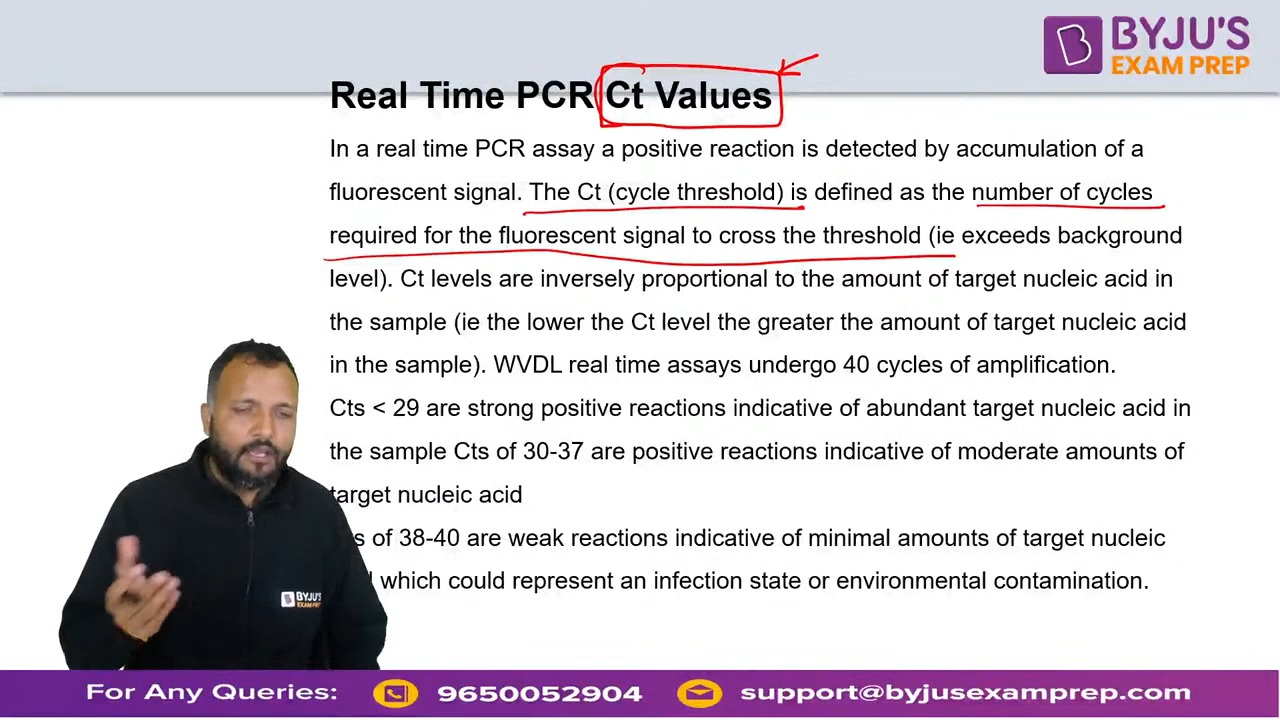 BYJU'S
EXAM PREP
Real Time PCR Ct Values
In a real time PCR assay a positive reaction is detected by accumulation of a
fluorescent signal. The Ct (cycle threshold) is defined as the number of cycles
required for the fluorescent signal to cross the threshold (ie exceeds background
level). Ct levels are inversely proportional to the amount of target nucleic acid in
the sample (ie the lower the Ct level the greater the amount of target nucleic acid
in the sample). WVDL real time assays undergo 40 cycles of amplification.
Cts < 29 are strong positive reactions indicative of abundant target nucleic acid in
the sample Cts of 30-37 are positive reactions indicative of moderate amounts of
target nucleic acid
of 38-40 are weak reactions indicative of minimal amounts of target nucleic
which could represent an infection state or environmental contamination.
BYJU'S
EXAM PREP
For Any Queries: 9650052904 support@byjusexamprep.com